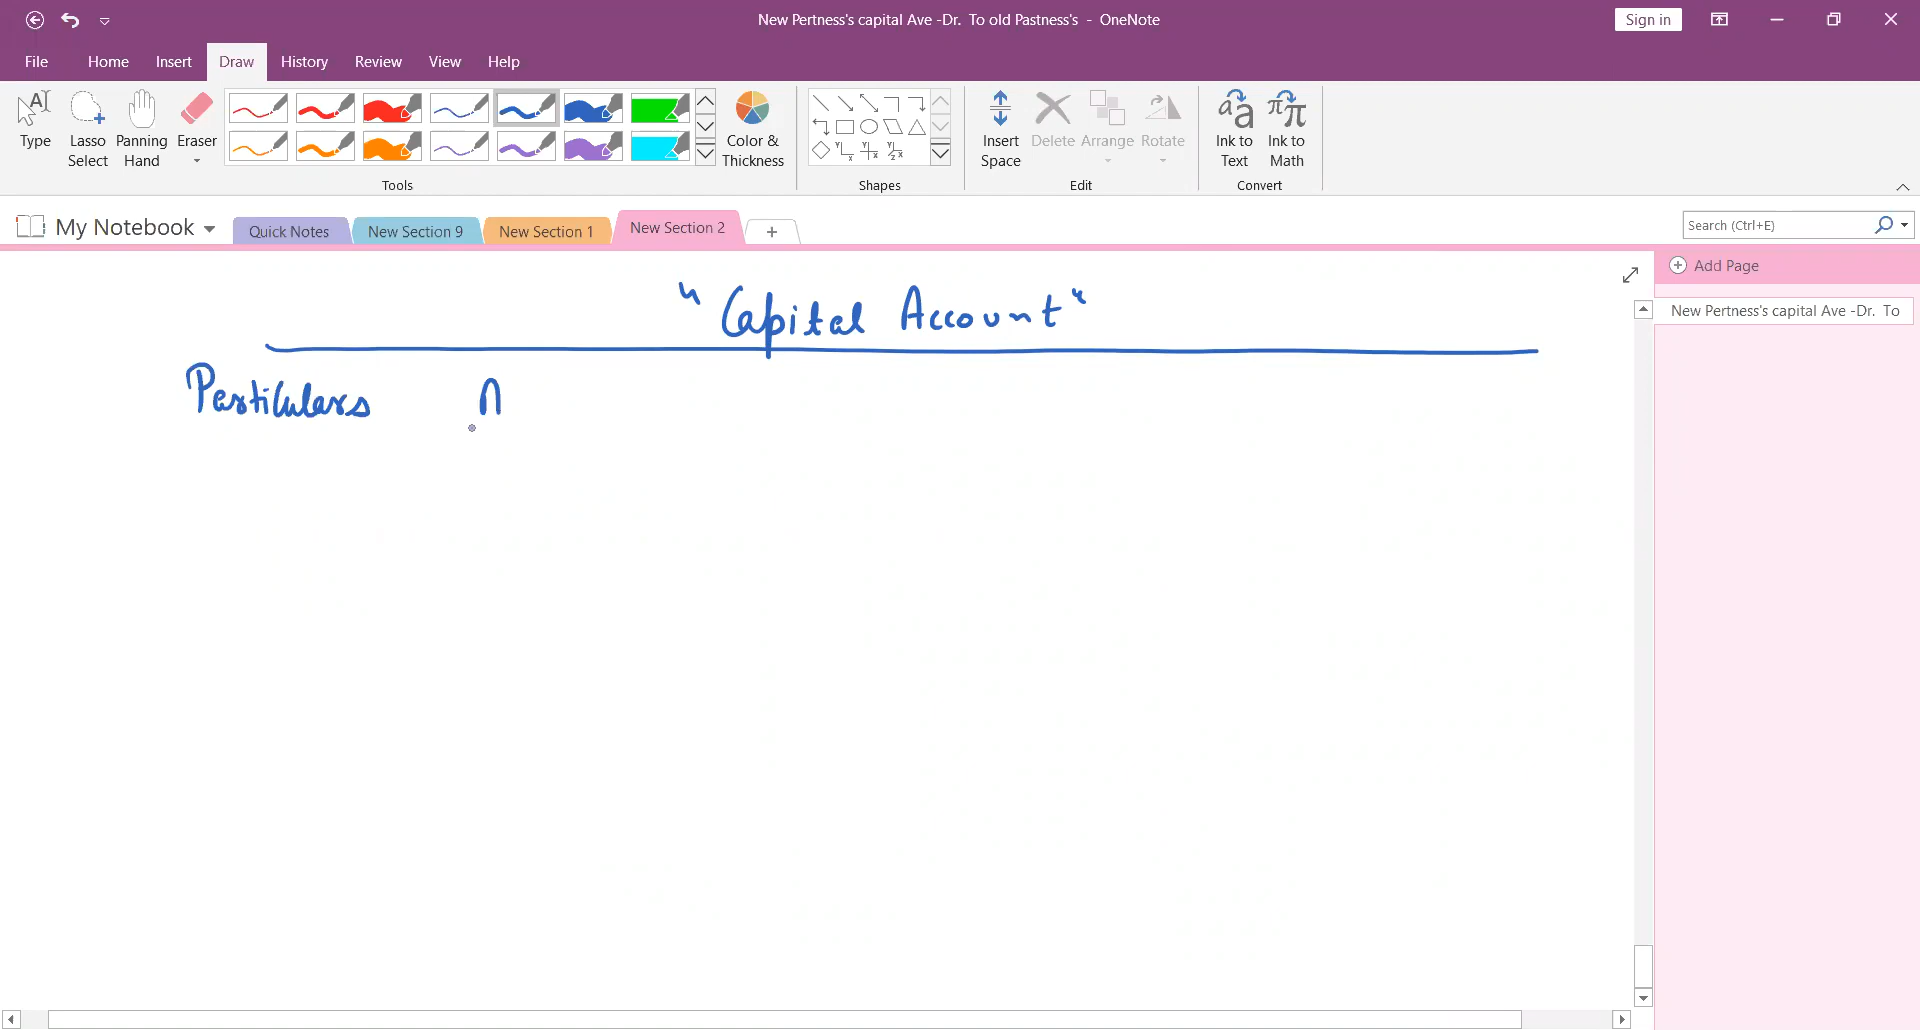 New Pertness's capital Ave -Dr. To old Pastness's - OneNote
Sign in
File Home Insert Draw History Review View Help
Type
Lasso Select
Panning Hand
Eraser
Color & Thickness
Insert Space
Delete
Arrange
Rotate
Ink to Text
Ink to Math
Tools
Shapes
Edit
Convert
My Notebook
Quick Notes
New Section 9
New Section 1
New Section 2
Search (Ctrl+E)
Add Page
New Pertness's capital Ave -Dr. To
"Capital Account"
Perticulars